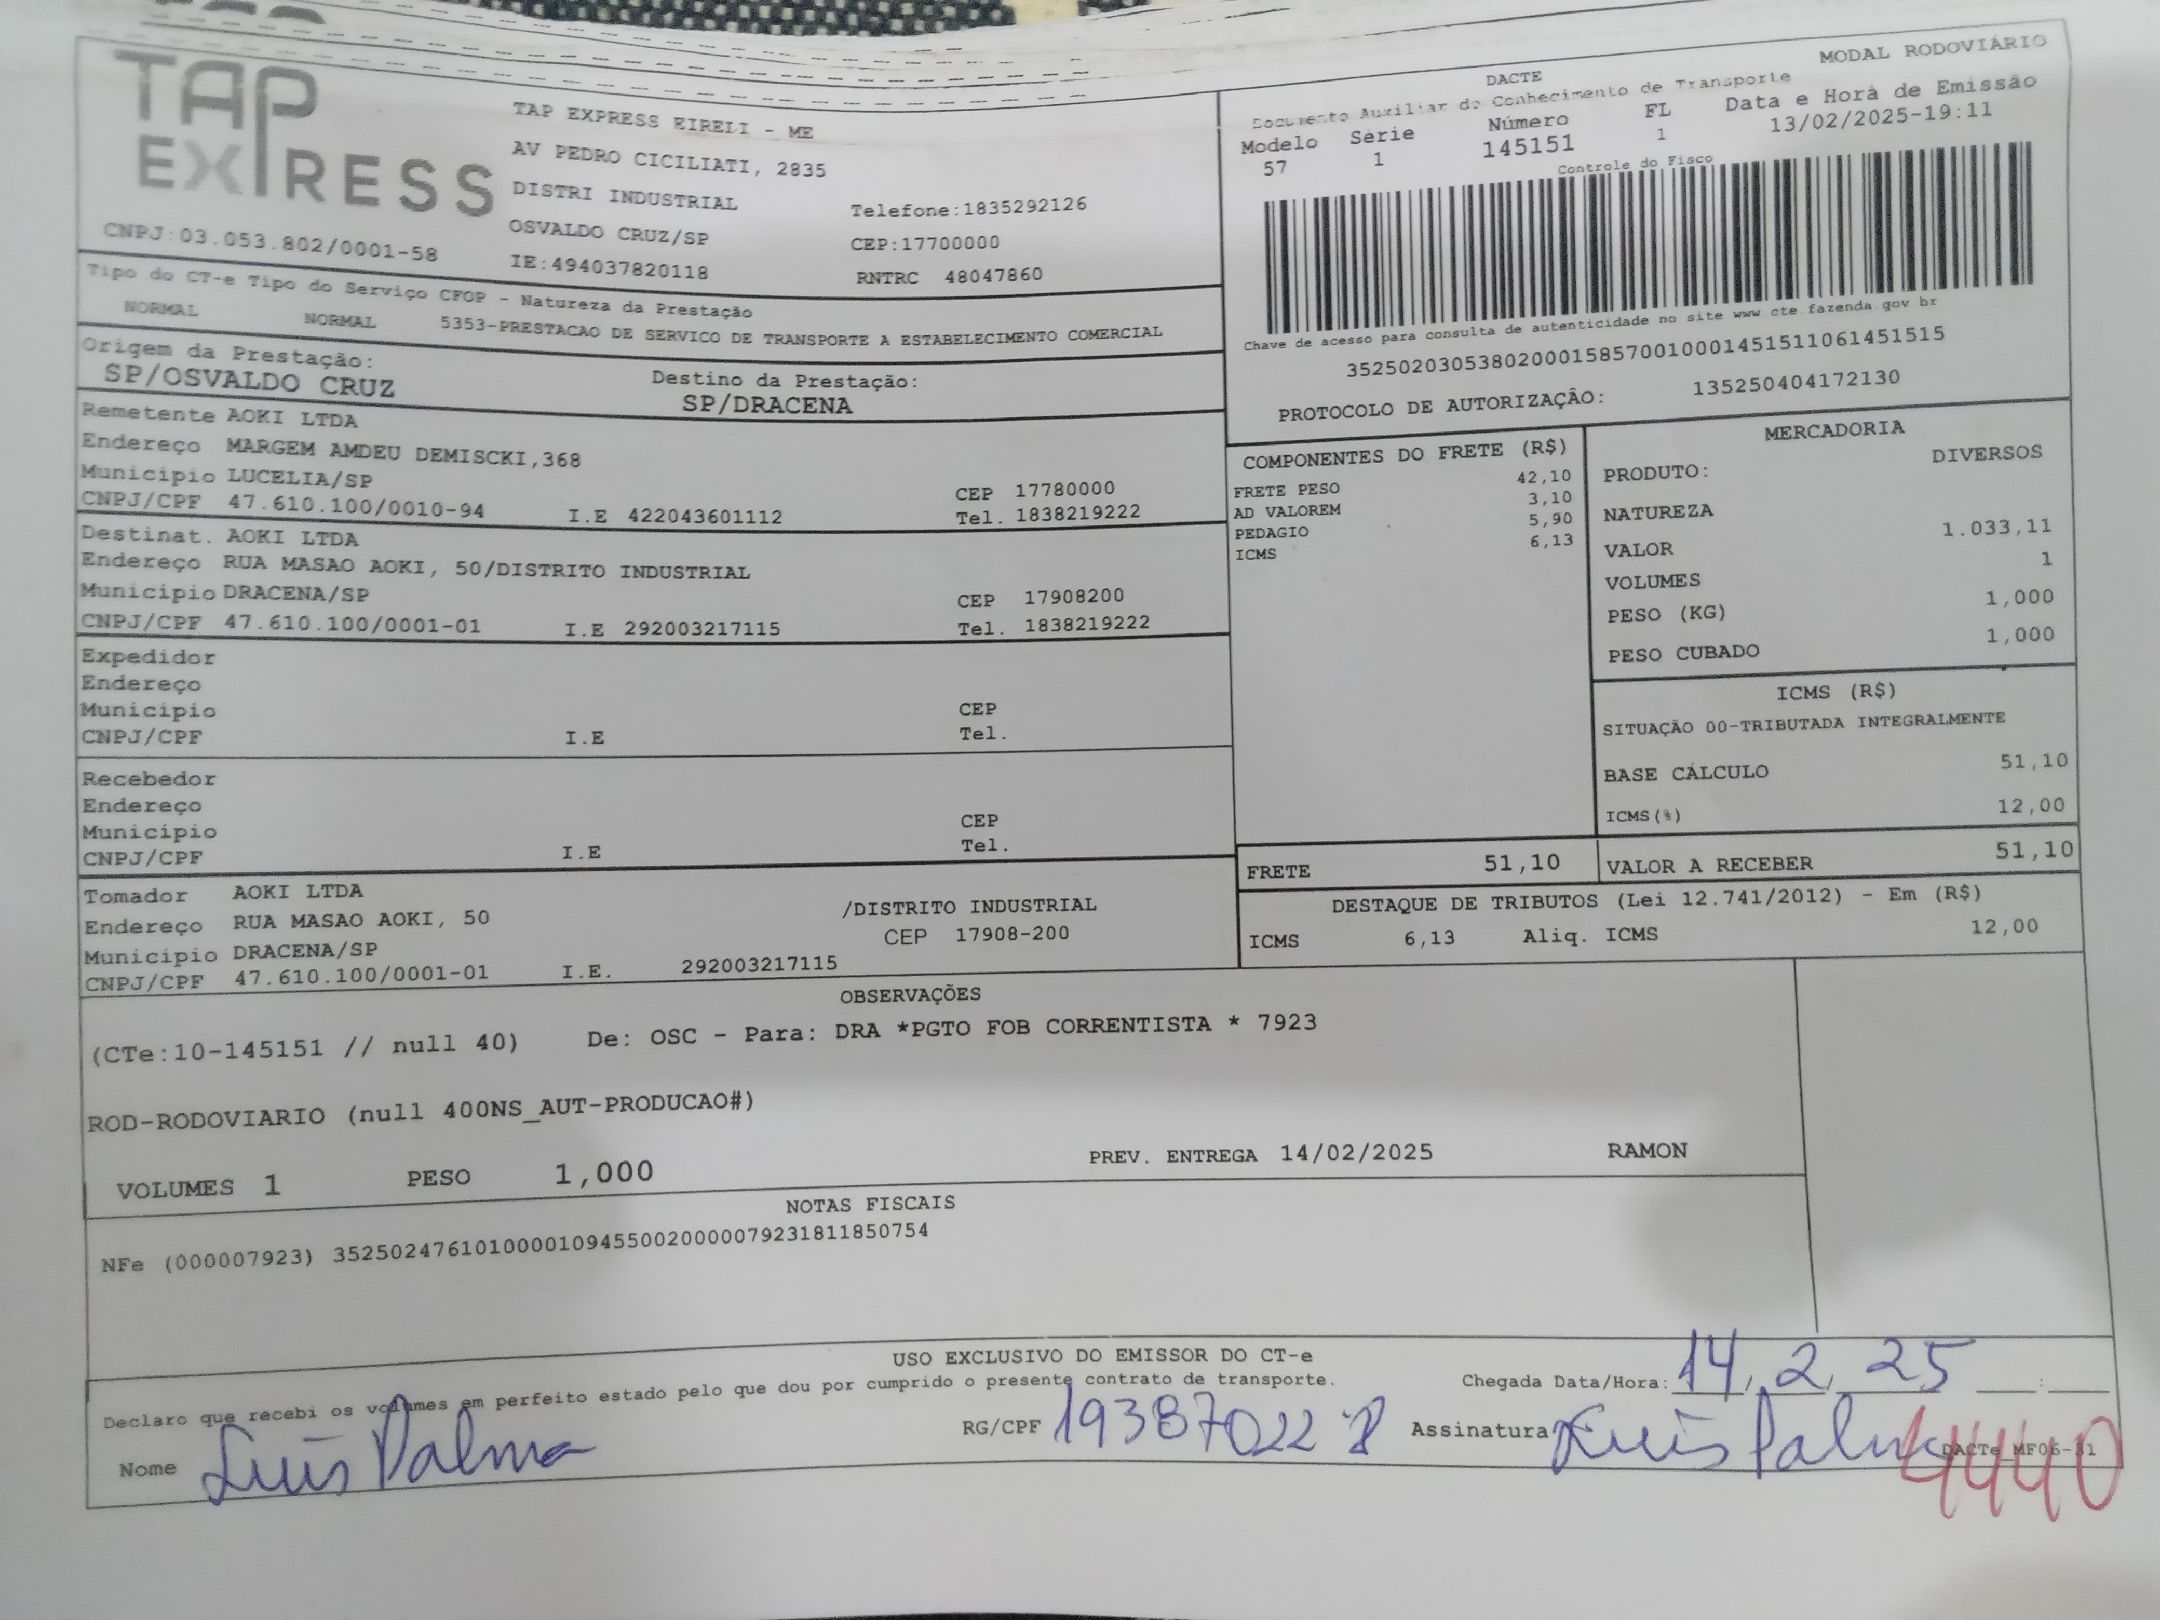 TAP
EXPRESS
CNPJ:03.053.802/0001-58
TAP EXPRESS EIRELI - ME
AV PEDRO CICILIATI, 2835
DISTRI INDUSTRIAL
Telefone:1835292126
OSVALDO CRUZ/SP
CEP:17700000
IE:494037820118
RNTRC 48047860
MODAL RODOVIÁRIO
DACTE
Documento Auxiliar do Conhecimento de Transporte
Modelo Série Número FL Data e Hora de Emissão
57 1 145151 1 13/02/2025-19:11
Controle do Fisco
Chave de acesso para consulta de autenticidade no site www.cte.fazenda.gov.br
35250203053802000158570010001451511061451515
PROTOCOLO DE AUTORIZAÇÃO: 135250404172130
Tipo do CT-e Tipo do Serviço CFOP - Natureza da Prestação
NORMAL NORMAL 5353-PRESTACAO DE SERVICO DE TRANSPORTE A ESTABELECIMENTO COMERCIAL
Origem da Prestação: Destino da Prestação:
SP/OSVALDO CRUZ SP/DRACENA
Remetente AOKI LTDA
Endereço MARGEM AMDEU DEMISCKI,368
Município LUCELIA/SP CEP 17780000
CNPJ/CPF 47.610.100/0010-94 I.E 422043601112 Tel. 1838219222
Destinat. AOKI LTDA
Endereço RUA MASAO AOKI, 50/DISTRITO INDUSTRIAL
Município DRACENA/SP CEP 17908200
CNPJ/CPF 47.610.100/0001-01 I.E 292003217115 Tel. 1838219222
Expedidor
Endereço
Município CEP
CNPJ/CPF I.E Tel.
Recebedor
Endereço
Município CEP
CNPJ/CPF I.E Tel.
Tomador AOKI LTDA
Endereço RUA MASAO AOKI, 50 /DISTRITO INDUSTRIAL
Município DRACENA/SP CEP 17908-200
CNPJ/CPF 47.610.100/0001-01 I.E. 292003217115
COMPONENTES DO FRETE (R$)
FRETE PESO 42,10
AD VALOREM 3,10
PEDAGIO 5,90
ICMS 6,13
MERCADORIA
PRODUTO: DIVERSOS
NATUREZA
VALOR 1.033,11
VOLUMES 1
PESO (KG) 1,000
PESO CUBADO 1,000
ICMS (R$)
SITUAÇÃO 00-TRIBUTADA INTEGRALMENTE
BASE CÁLCULO 51,10
ICMS(%) 12,00
FRETE 51,10 VALOR A RECEBER 51,10
DESTAQUE DE TRIBUTOS (Lei 12.741/2012) - Em (R$)
ICMS 6,13 Aliq. ICMS 12,00
OBSERVAÇÕES
(CTe:10-145151 // null 40) De: OSC - Para: DRA *PGTO FOB CORRENTISTA * 7923
ROD-RODOVIARIO (null 400NS_AUT-PRODUCAO#)
VOLUMES 1 PESO 1,000 PREV. ENTREGA 14/02/2025 RAMON
NOTAS FISCAIS
NFe (000007923) 35250247610100001094550020000079231811850754
USO EXCLUSIVO DO EMISSOR DO CT-e
Declaro que recebi os volumes em perfeito estado pelo que dou por cumprido o presente contrato de transporte. Chegada Data/Hora: 14/2/25 :
Nome Luis Palma RG/CPF 19387022 8 Assinatura Luis Palma
DACTe_MF06-31
4440